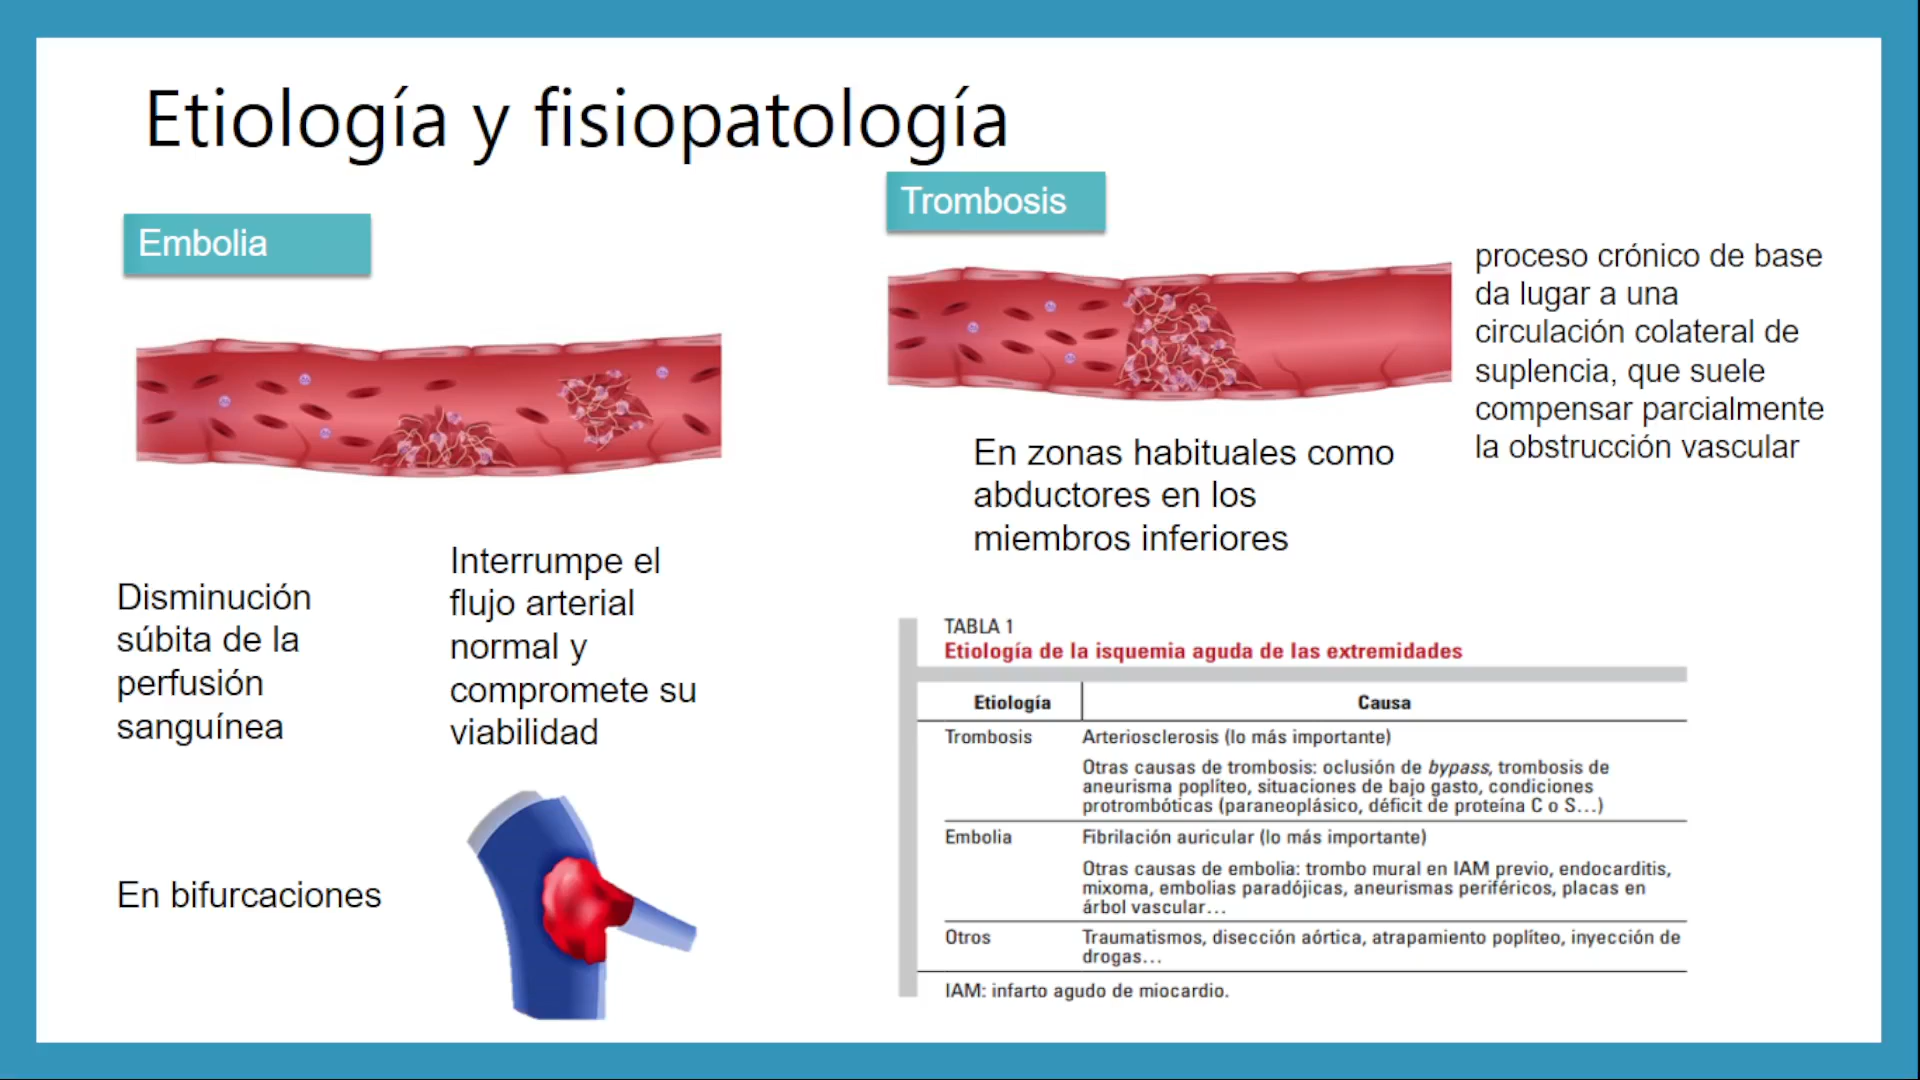 Etiología y fisiopatología
Embolia
Disminución
súbita de la
perfusión
sanguínea
Interrumpe el
flujo arterial
normal y
compromete su
viabilidad
En bifurcaciones
Trombosis
proceso crónico de base
da lugar a una
circulación colateral de
suplencia, que suele
compensar parcialmente
la obstrucción vascular
En zonas habituales como
abductores en los
miembros inferiores
TABLA 1
Etiología de la isquemia aguda de las extremidades
Etiología Causa
Trombosis Arteriosclerosis (lo más importante)
Otras causas de trombosis: oclusión de bypass, trombosis de
aneurisma poplíteo, situaciones de bajo gasto, condiciones
protrombóticas (paraneoplásico, déficit de proteína C o S…)
Embolia Fibrilación auricular (lo más importante)
Otras causas de embolia: trombo mural en IAM previo, endocarditis,
mixoma, embolias paradójicas, aneurismas periféricos, placas en
árbol vascular…
Otros Traumatismos, disección aórtica, atrapamiento poplíteo, inyección de
drogas…
IAM: infarto agudo de miocardio.